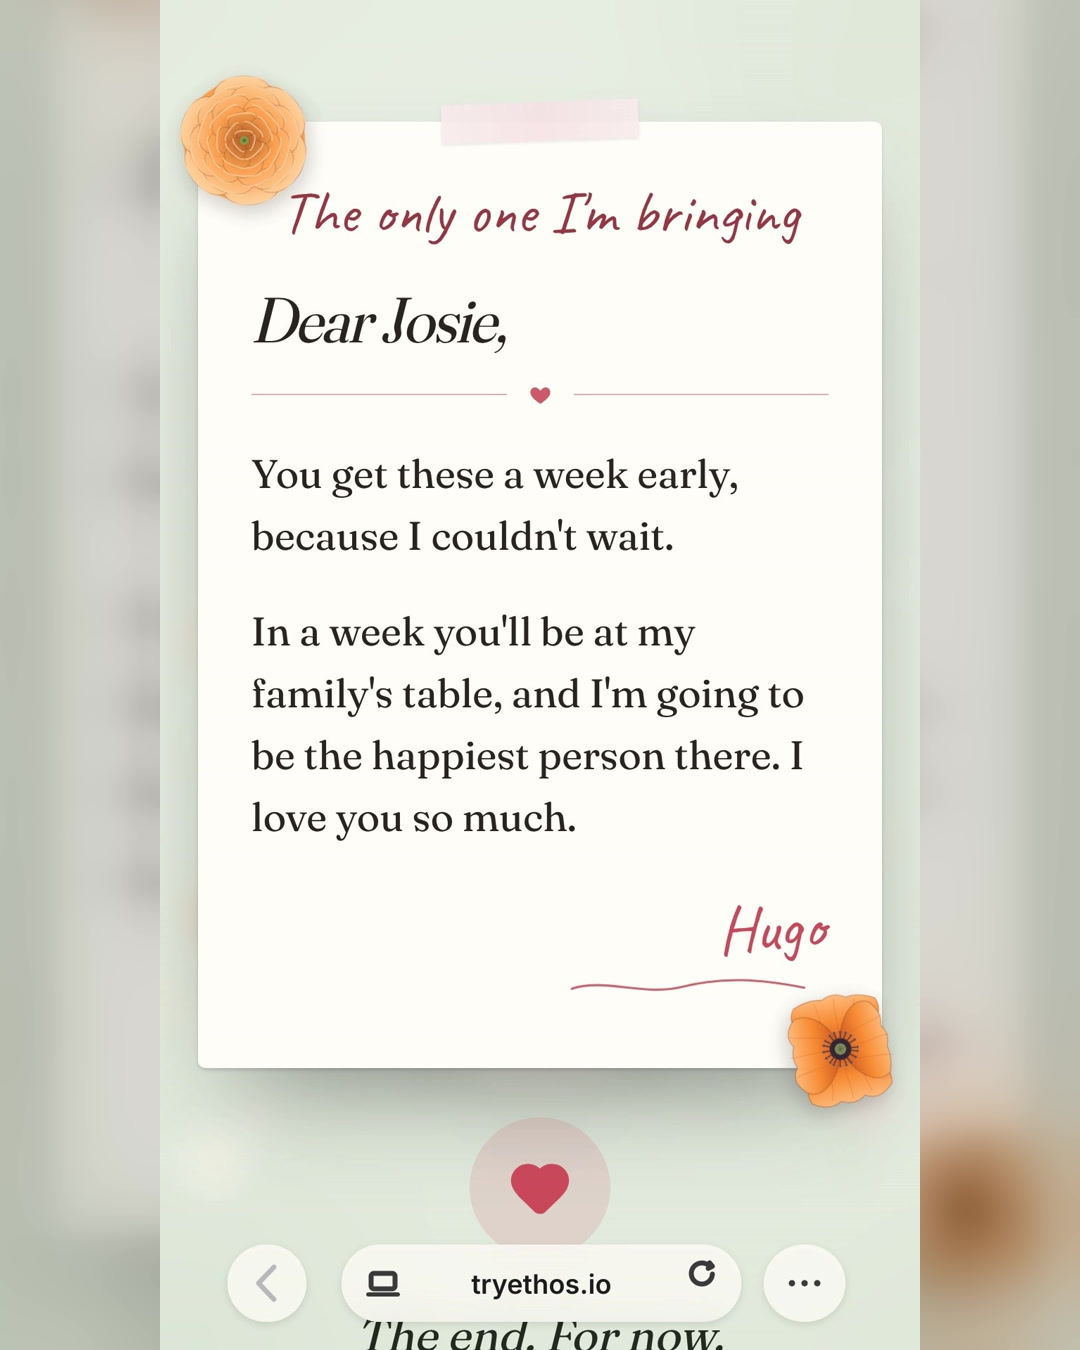 The only one I'm bringing
Dear Josie,
You get these a week early,
because I couldn't wait.
In a week you'll be at my
family's table, and I'm going to
be the happiest person there. I
love you so much.
Hugo
tryethos.io
The end. For now.